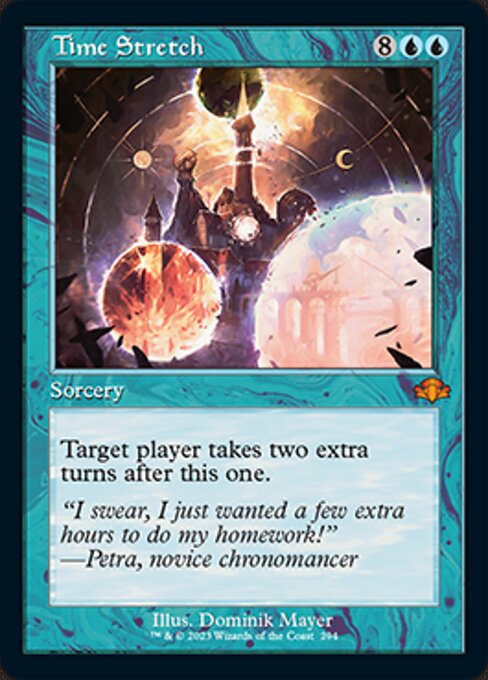 Time Stretch 8
Sorcery
Target player takes two extra
turns after this one.
“I swear, I just wanted a few extra
hours to do my homework!”
—Petra, novice chronomancer
Illus. Dominik Mayer
™ & © 2023 Wizards of the Coast 294